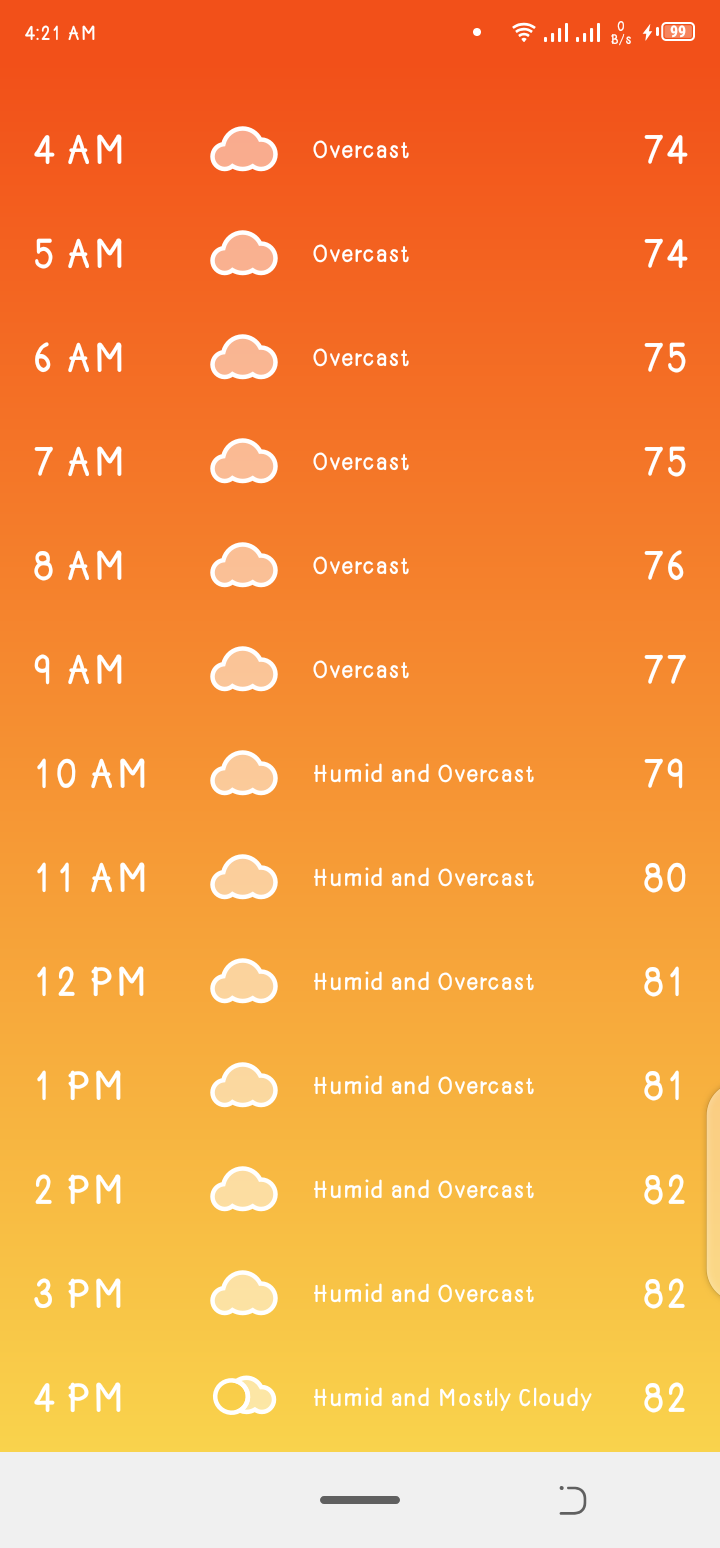 4:21 AM 0 B/s 99
4 AM Overcast 74
5 AM Overcast 74
6 AM Overcast 75
7 AM Overcast 75
8 AM Overcast 76
9 AM Overcast 77
10 AM Humid and Overcast 79
11 AM Humid and Overcast 80
12 PM Humid and Overcast 81
1 PM Humid and Overcast 81
2 PM Humid and Overcast 82
3 PM Humid and Overcast 82
4 PM Humid and Mostly Cloudy 82